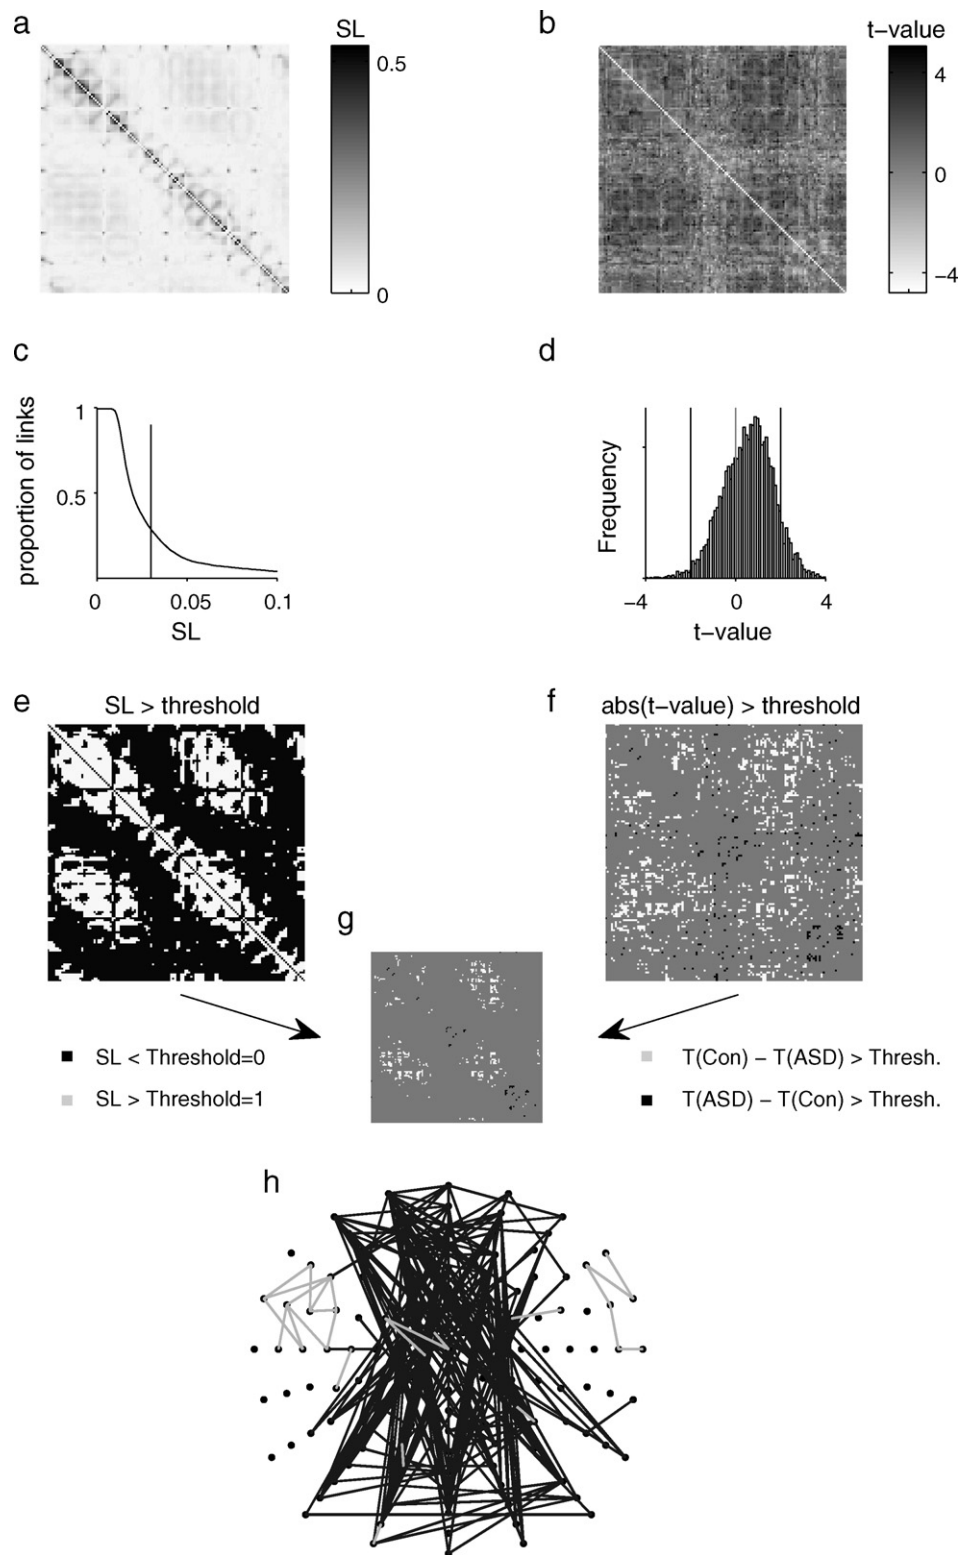 a
SL
0.5
0
b
t−value
4
0
−4
c
proportion of links
1
0.5
0
0.05
0.1
SL
d
Frequency
−4
0
4
t−value
e
SL > threshold
f
abs(t−value) > threshold
g
SL < Threshold=0
SL > Threshold=1
T(Con) − T(ASD) > Thresh.
T(ASD) − T(Con) > Thresh.
h